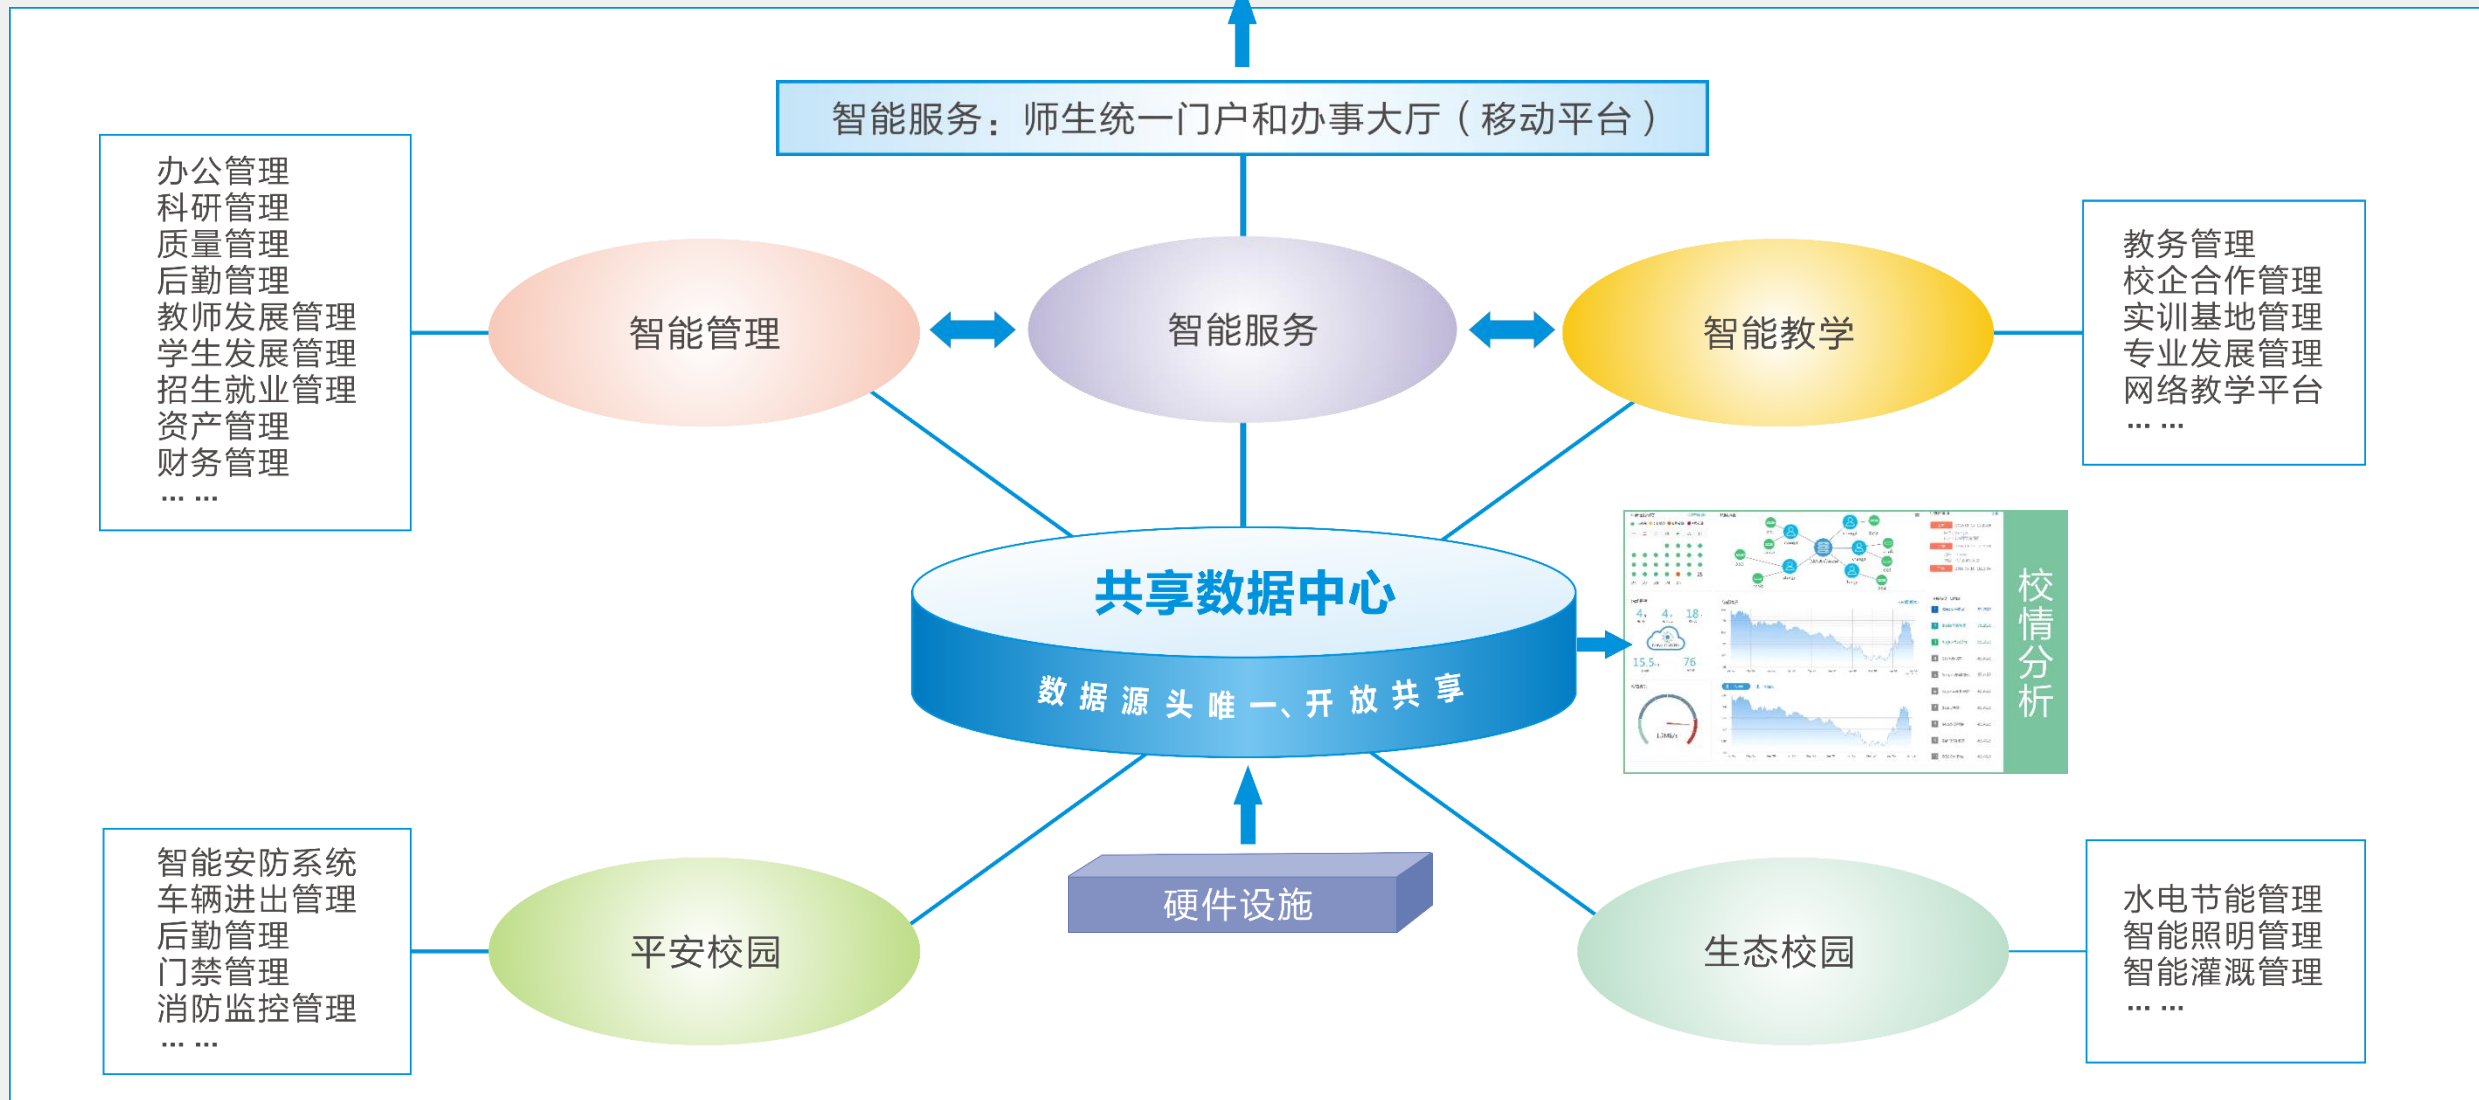 智能服务：师生统一门户和办事大厅（移动平台）
办公管理
科研管理
质量管理
后勤管理
教师发展管理
学生发展管理
招生就业管理
资产管理
财务管理
... ...
智能管理
智能服务
智能教学
教务管理
校企合作管理
实训基地管理
专业发展管理
网络教学平台
... ...
共享数据中心
数据源头唯一、开放共享
校情分析
4
4
18
15.5
76
硬件设施
智能安防系统
车辆进出管理
后勤管理
门禁管理
消防监控管理
... ...
平安校园
生态校园
水电节能管理
智能照明管理
智能灌溉管理
... ...